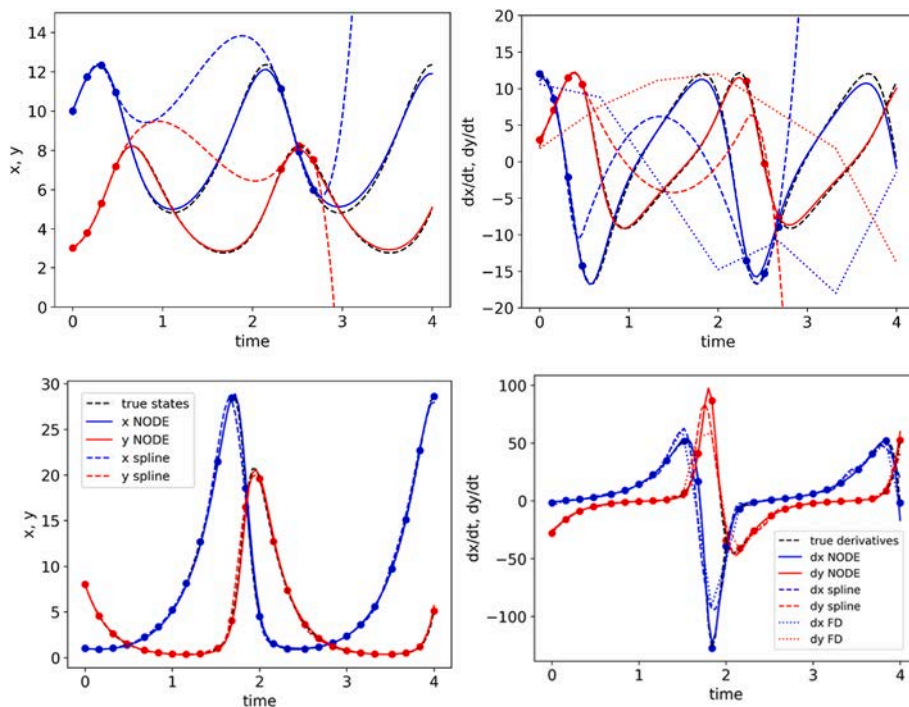 14
12
10
8
6
4
2
0
x, y
0
1
2
3
4
time
20
15
10
5
0
−5
−10
−15
−20
dx/dt, dy/dt
0
1
2
3
4
time
30
25
20
15
10
5
0
x, y
true states
x NODE
y NODE
x spline
y spline
0
1
2
3
4
time
100
50
0
−50
−100
dx/dt, dy/dt
true derivatives
dx NODE
dy NODE
dx spline
dy spline
dx FD
dy FD
0
1
2
3
4
time